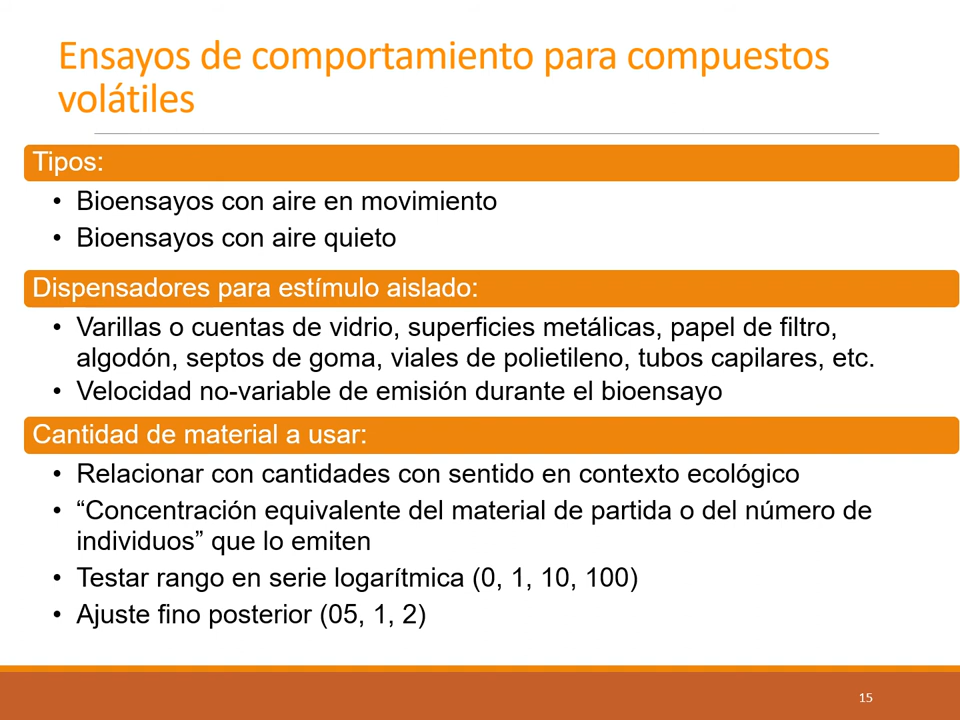 Ensayos de comportamiento para compuestos
volátiles
Tipos:
• Bioensayos con aire en movimiento
• Bioensayos con aire quieto
Dispensadores para estímulo aislado:
• Varillas o cuentas de vidrio, superficies metálicas, papel de filtro,
algodón, septos de goma, viales de polietileno, tubos capilares, etc.
• Velocidad no-variable de emisión durante el bioensayo
Cantidad de material a usar:
• Relacionar con cantidades con sentido en contexto ecológico
• “Concentración equivalente del material de partida o del número de
individuos” que lo emiten
• Testar rango en serie logarítmica (0, 1, 10, 100)
• Ajuste fino posterior (05, 1, 2)
15